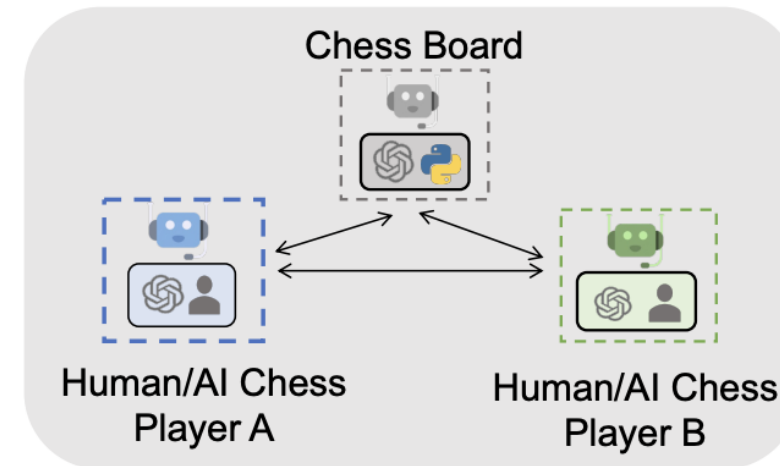 Chess Board
Human/AI Chess
Player A
Human/AI Chess
Player B